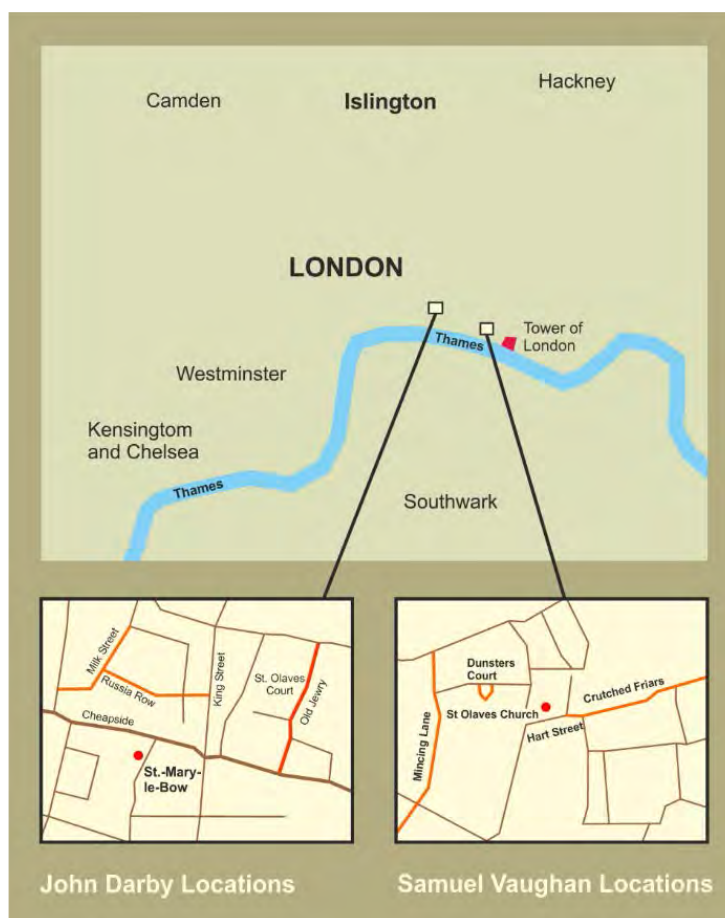 Camden
Islington
Hackney
LONDON
Thames
Tower of
London
Westminster
Kensingtom
and Chelsea
Thames
Southwark
Milk Street
Russia Row
King Street
St. Olaves
Court
Old Jewry
Cheapside
St.-Mary-
le-Bow
Dunsters
Court
Mincing Lane
St Olaves Church
Crutched Friars
Hart Street
John Darby Locations
Samuel Vaughan Locations